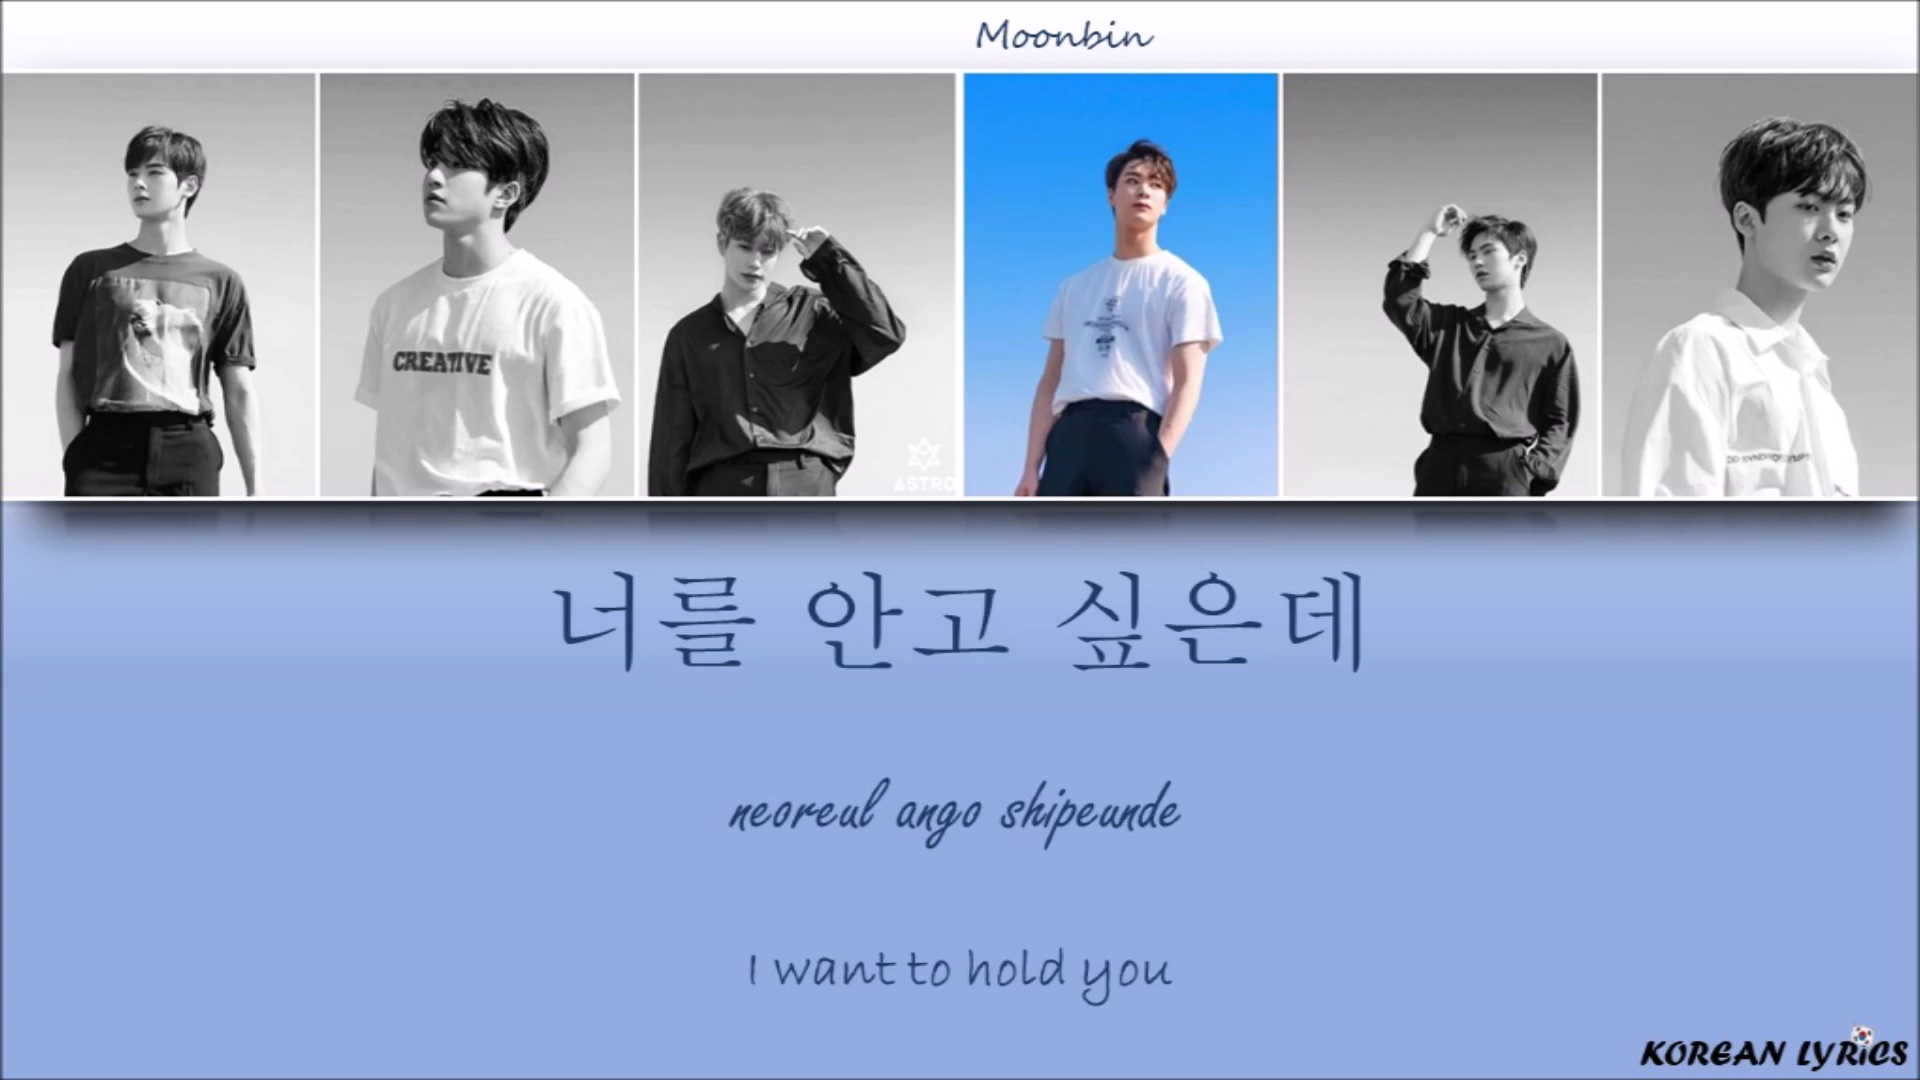 Moonbin
CREATIVE
ASTRO
너를 안고 싶은데
neoreul ango shipeunde
I want to hold you
KOREAN LYRICS